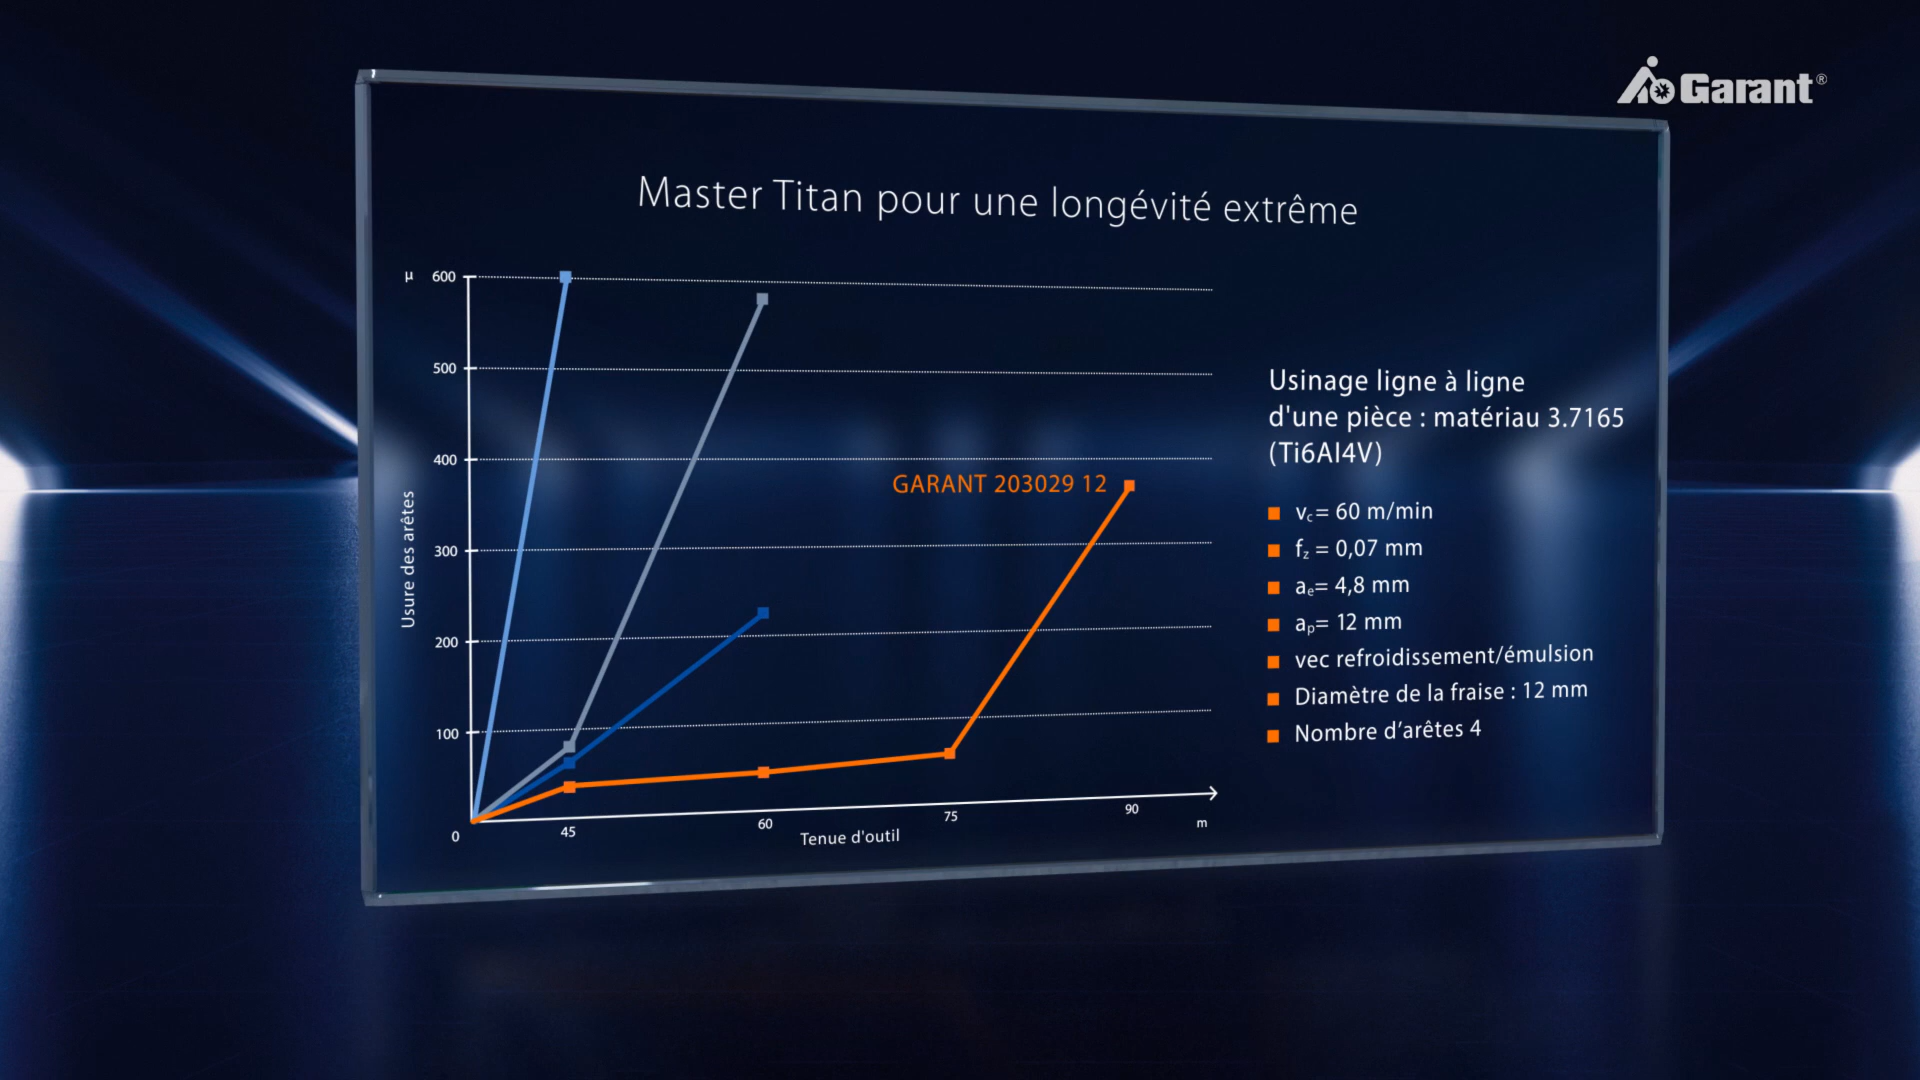 Garant®
Master Titan pour une longévité extrême
µ
600
500
400
300
200
100
0
Usure des arêtes
45
60
75
90
m
Tenue d'outil
GARANT 203029 12
Usinage ligne à ligne
d'une pièce : matériau 3.7165
(Ti6Al4V)
vc= 60 m/min
fz = 0,07 mm
ae= 4,8 mm
ap= 12 mm
vec refroidissement/émulsion
Diamètre de la fraise : 12 mm
Nombre d’arêtes 4